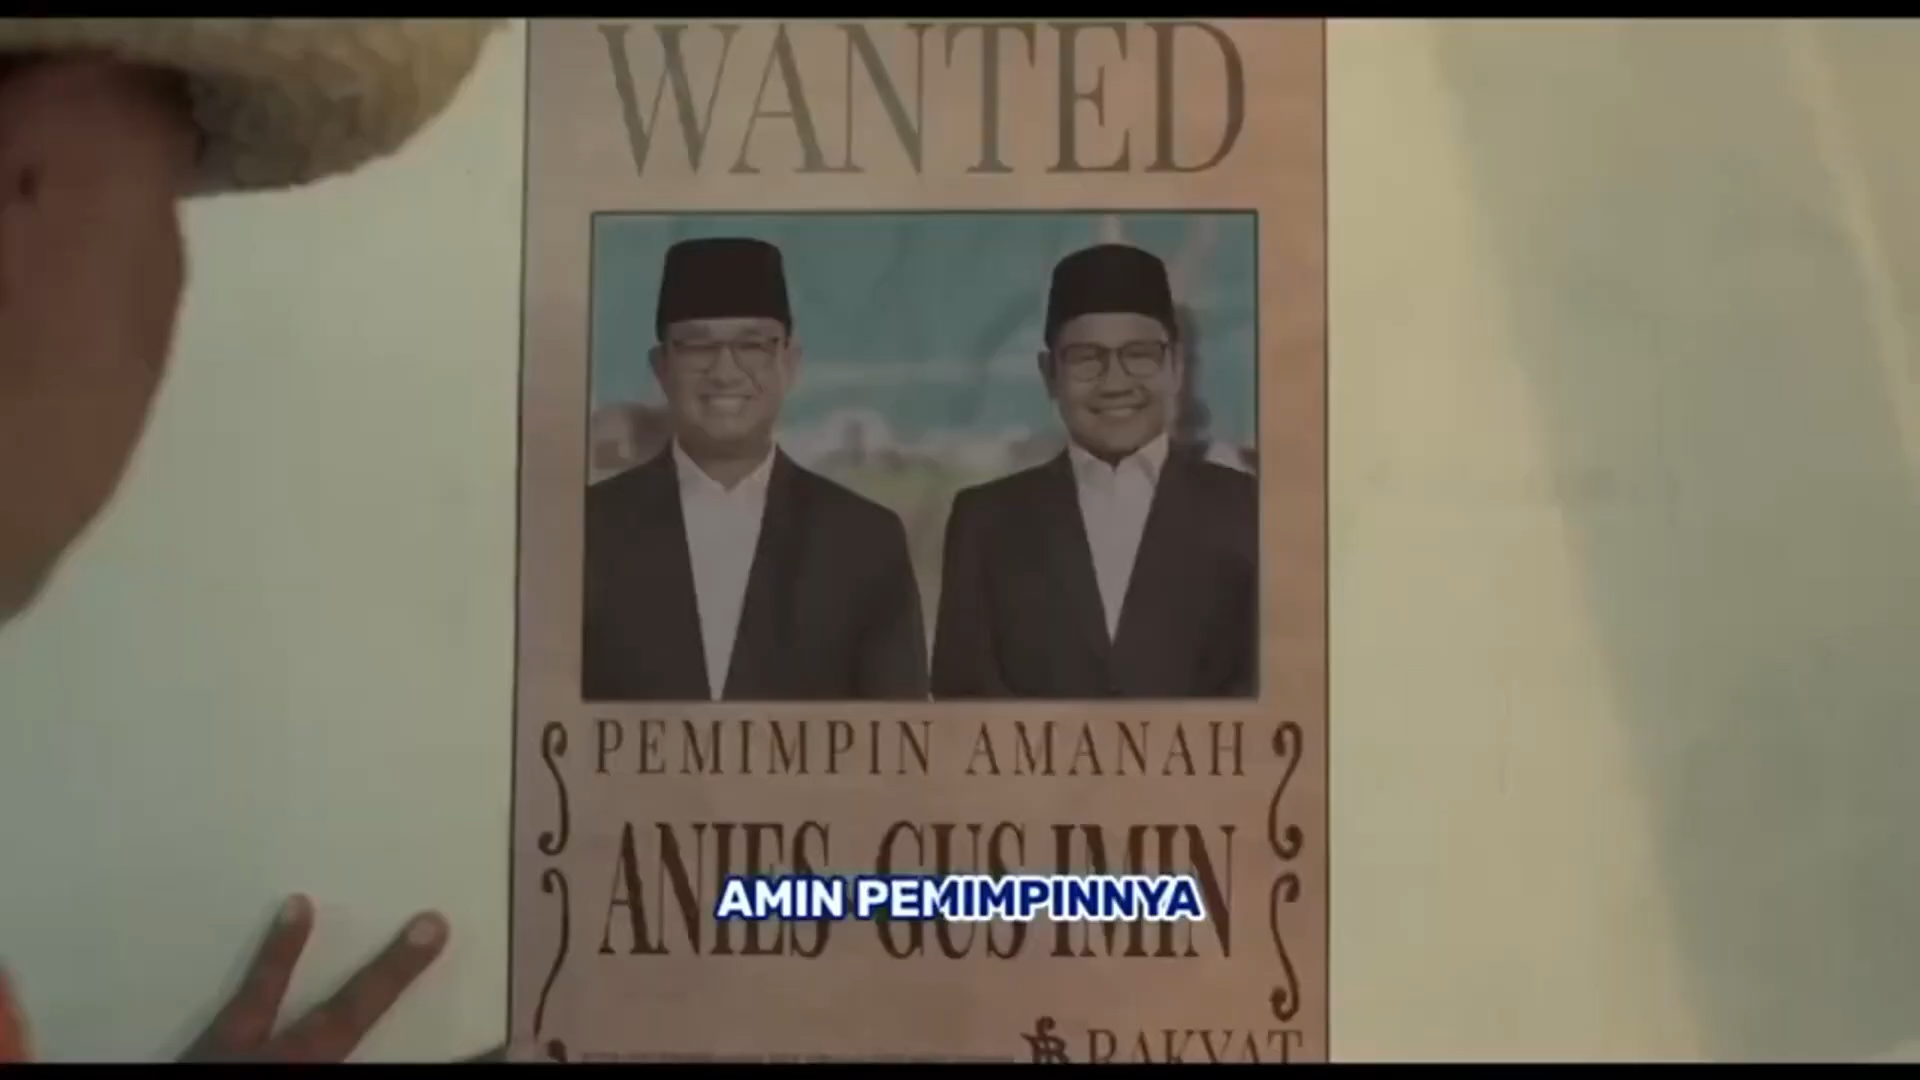 WANTED
PEMIMPIN AMANAH
ANIES-GUS IMIN
AMIN PEMIMPINNYA
RAKYAT